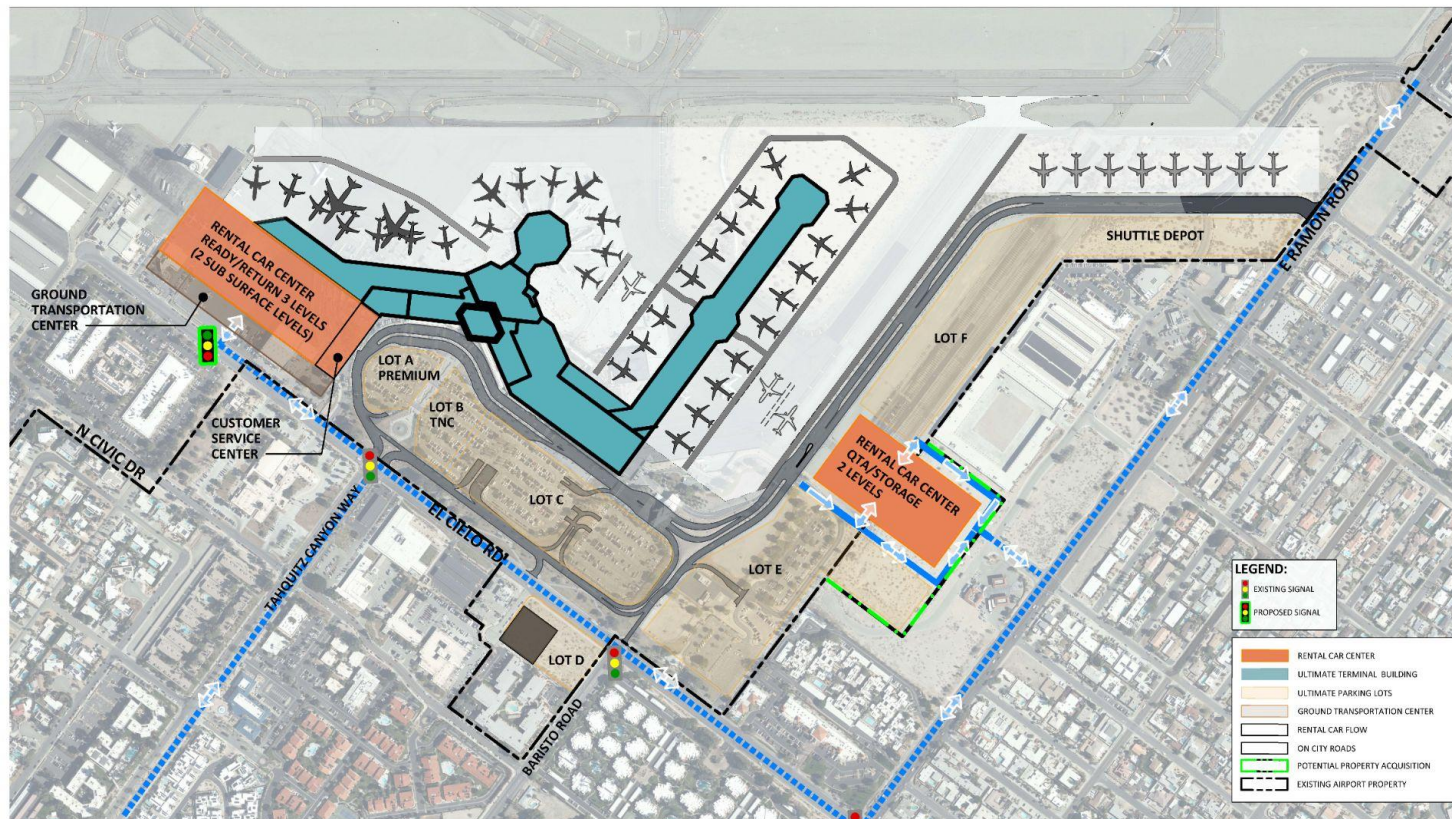 E RAMON ROAD
SHUTTLE DEPOT
RENTAL CAR CENTER
READY/RETURN 3 LEVELS
(2 SUB SURFACE LEVELS)
GROUND
TRANSPORTATION
CENTER
LOT F
LOT A
PREMIUM
LOT B
TNC
CUSTOMER
SERVICE
CENTER
N CIVIC DR
RENTAL CAR CENTER
QTA/STORAGE
2 LEVELS
LOT C
EL CIELO RD
TAHQUITZ CANYON WAY
LOT E
LOT D
BARISTO ROAD
LEGEND:
EXISTING SIGNAL
PROPOSED SIGNAL
RENTAL CAR CENTER
ULTIMATE TERMINAL BUILDING
ULTIMATE PARKING LOTS
GROUND TRANSPORTATION CENTER
RENTAL CAR FLOW
ON CITY ROADS
POTENTIAL PROPERTY ACQUISITION
EXISTING AIRPORT PROPERTY